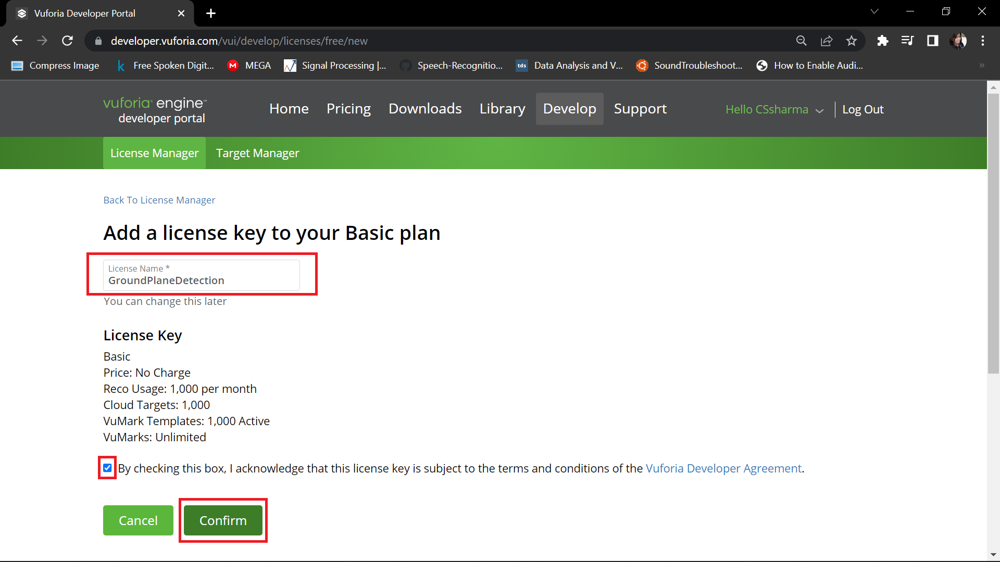 Vuforia Developer Portal
developer.vuforia.com/vui/develop/licenses/free/new
Compress Image
k
Free Spoken Digit...
M
MEGA
Signal Processing |...
Speech-Recognitio...
tds
Data Analysis and V...
SoundTroubleshoot...
How to Enable Audi...
»
vuforia® engine™
developer portal
Home
Pricing
Downloads
Library
Develop
Support
Hello CSsharma
Log Out
License Manager
Target Manager
Back To License Manager
Add a license key to your Basic plan
License Name *
GroundPlaneDetection
You can change this later
License Key
Basic
Price: No Charge
Reco Usage: 1,000 per month
Cloud Targets: 1,000
VuMark Templates: 1,000 Active
VuMarks: Unlimited
By checking this box, I acknowledge that this license key is subject to the terms and conditions of the Vuforia Developer Agreement.
Cancel
Confirm